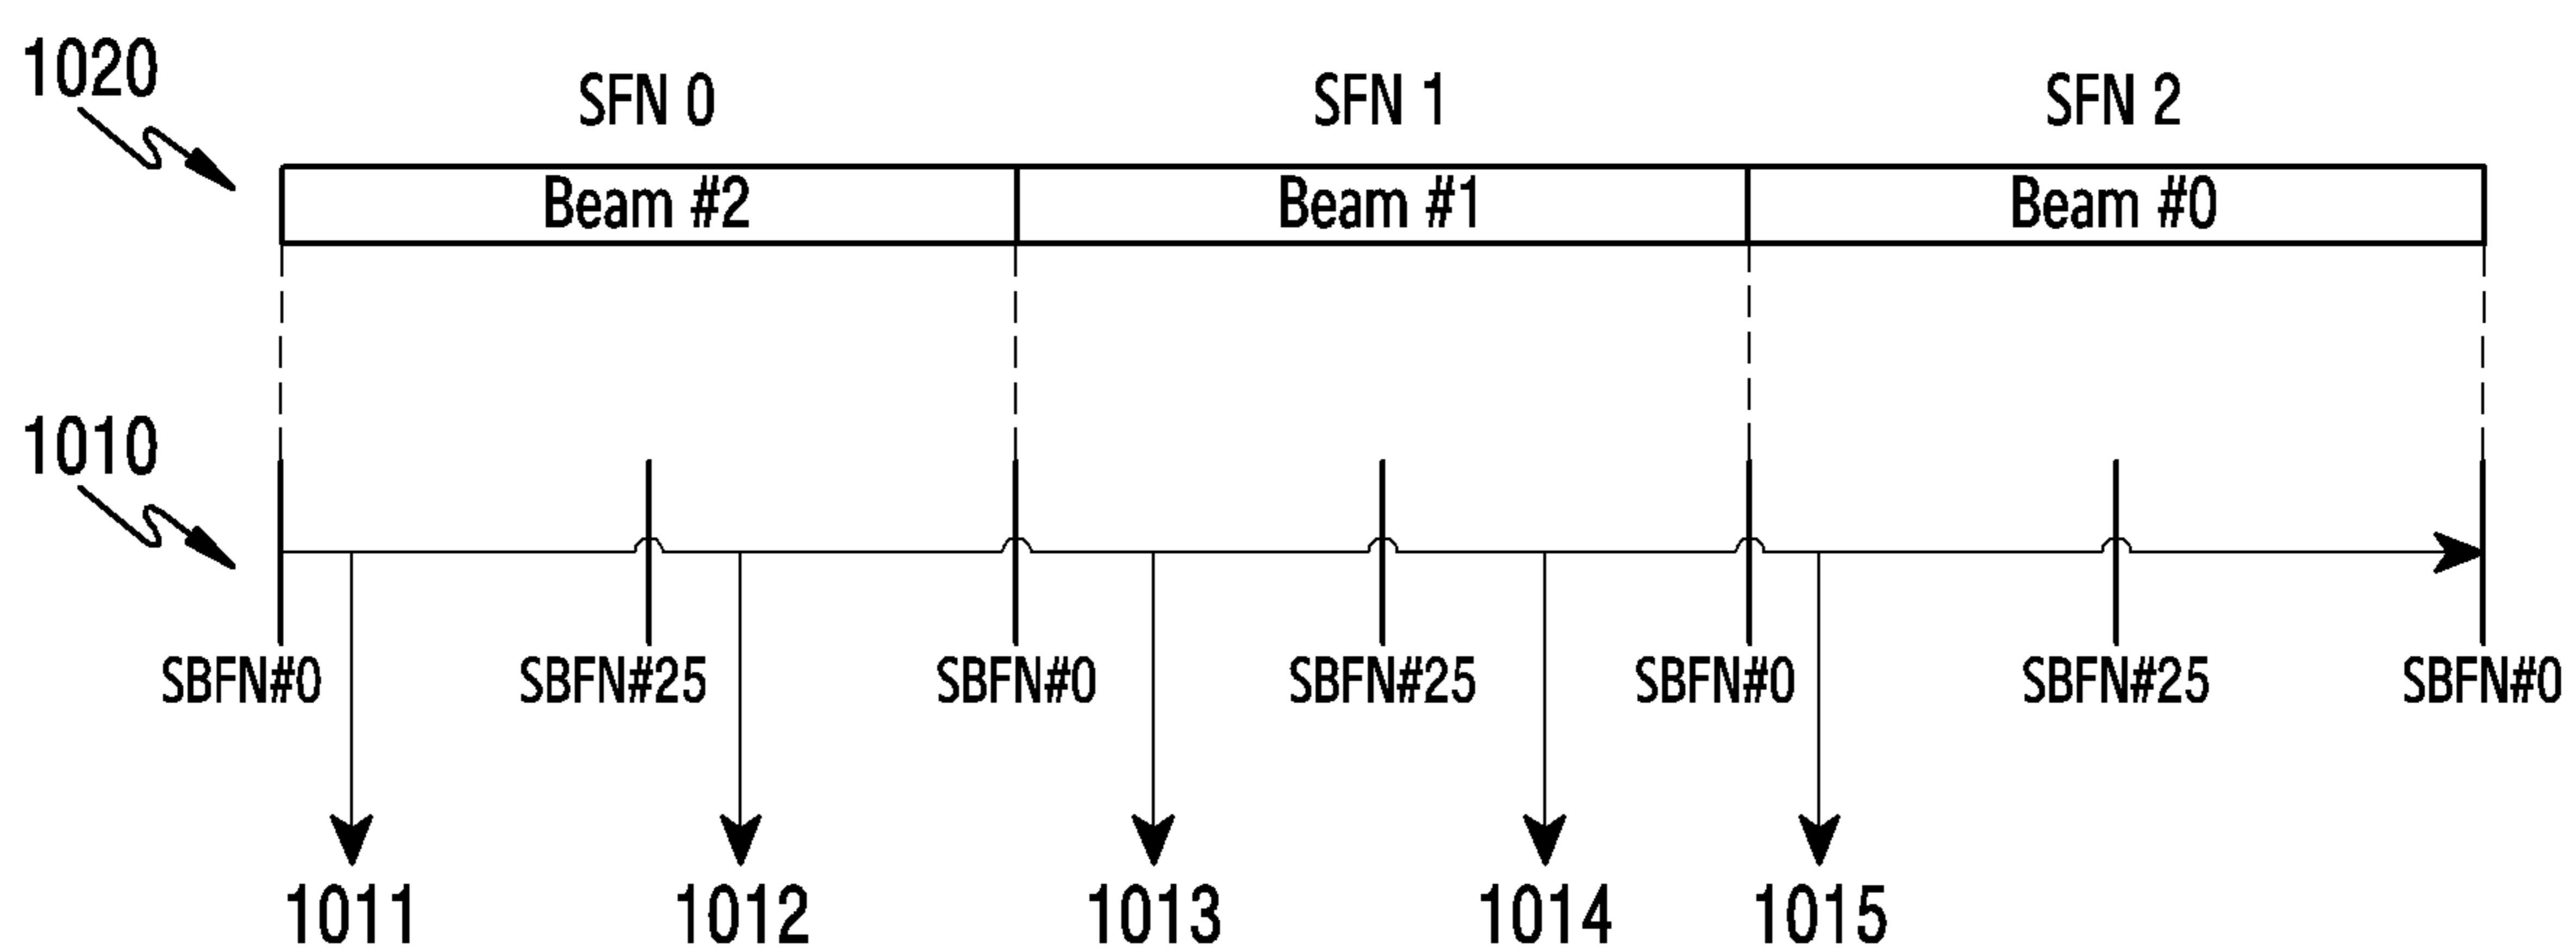 1020
SFN 0 SFN 1 SFN 2
Beam #2 Beam #1 Beam #0
1010
SBFN#0 SBFN#25 SBFN#0 SBFN#25 SBFN#0 SBFN#25 SBFN#0
1011 1012 1013 1014 1015